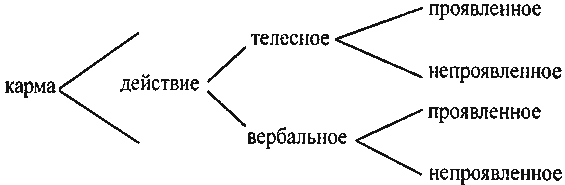 проявленное
телесное
непроявленное
карма действие
проявленное
вербальное
непроявленное